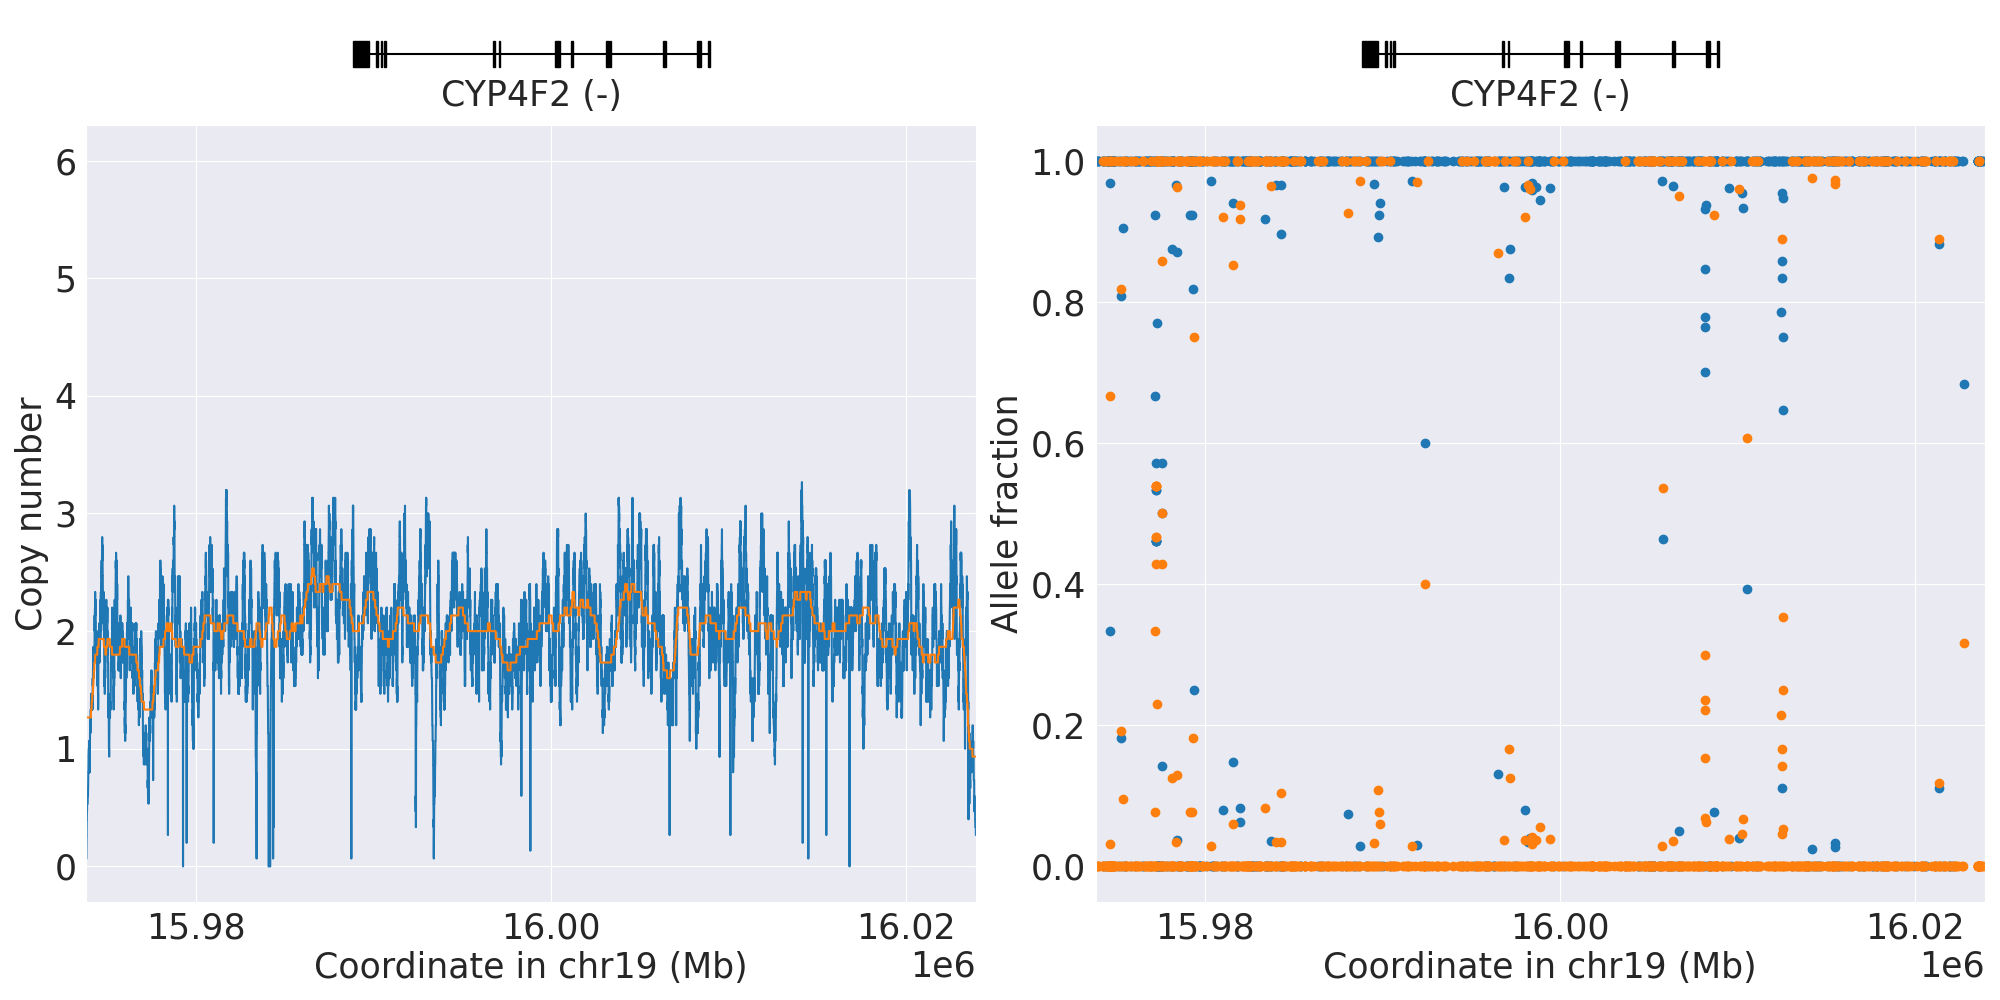 CYP4F2 (-)
6
5
4
3
2
1
0
Copy number
15.98
16.00
16.02
Coordinate in chr19 (Mb)
1e6
CYP4F2 (-)
1.0
0.8
0.6
0.4
0.2
0.0
Allele fraction
15.98
16.00
16.02
Coordinate in chr19 (Mb)
1e6